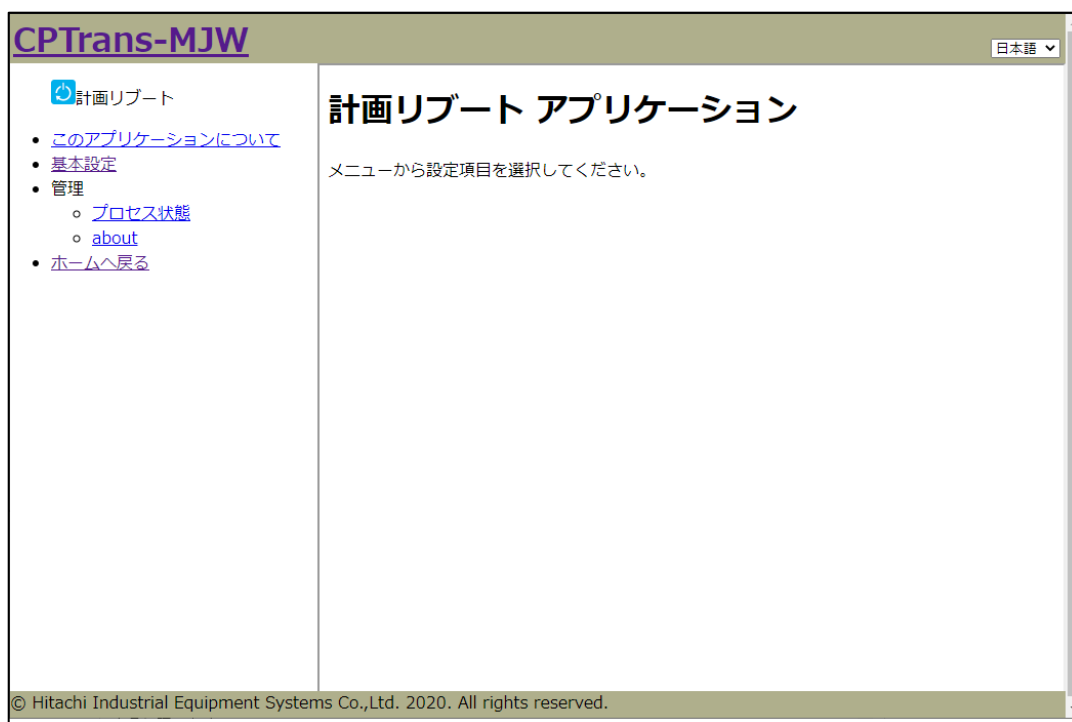 CPTrans-MJW
日本語
計画リブート
このアプリケーションについて
基本設定
管理
プロセス状態
about
ホームへ戻る
計画リブート アプリケーション
メニューから設定項目を選択してください。
© Hitachi Industrial Equipment Systems Co.,Ltd. 2020. All rights reserved.